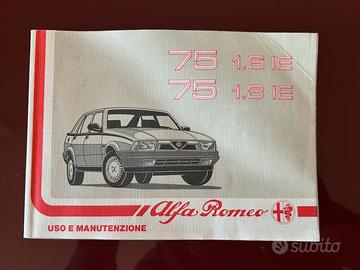 75 1.6 IE
75 1.8 IE
Alfa Romeo
USO E MANUTENZIONE
subito